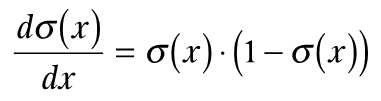 dσ(x)/dx = σ(x)·(1 − σ(x))